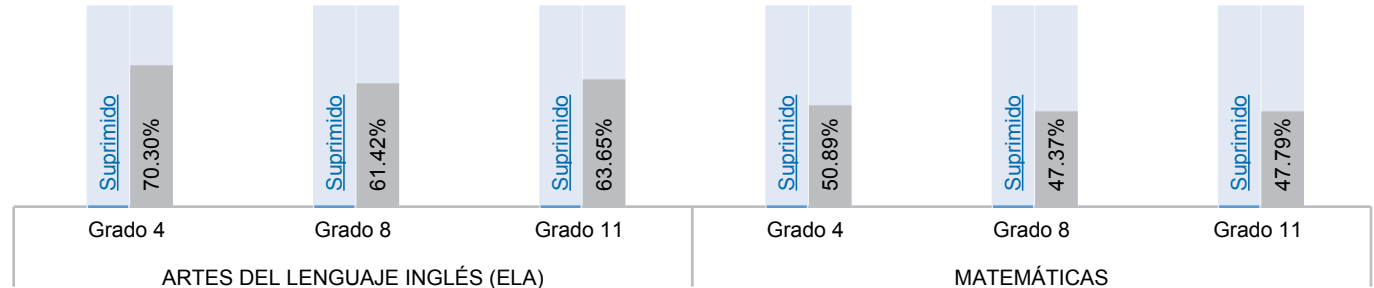 Suprimido
70.30%
Suprimido
61.42%
Suprimido
63.65%
Suprimido
50.89%
Suprimido
47.37%
Suprimido
47.79%
Grado 4
Grado 8
Grado 11
Grado 4
Grado 8
Grado 11
ARTES DEL LENGUAJE INGLÉS (ELA)
MATEMÁTICAS